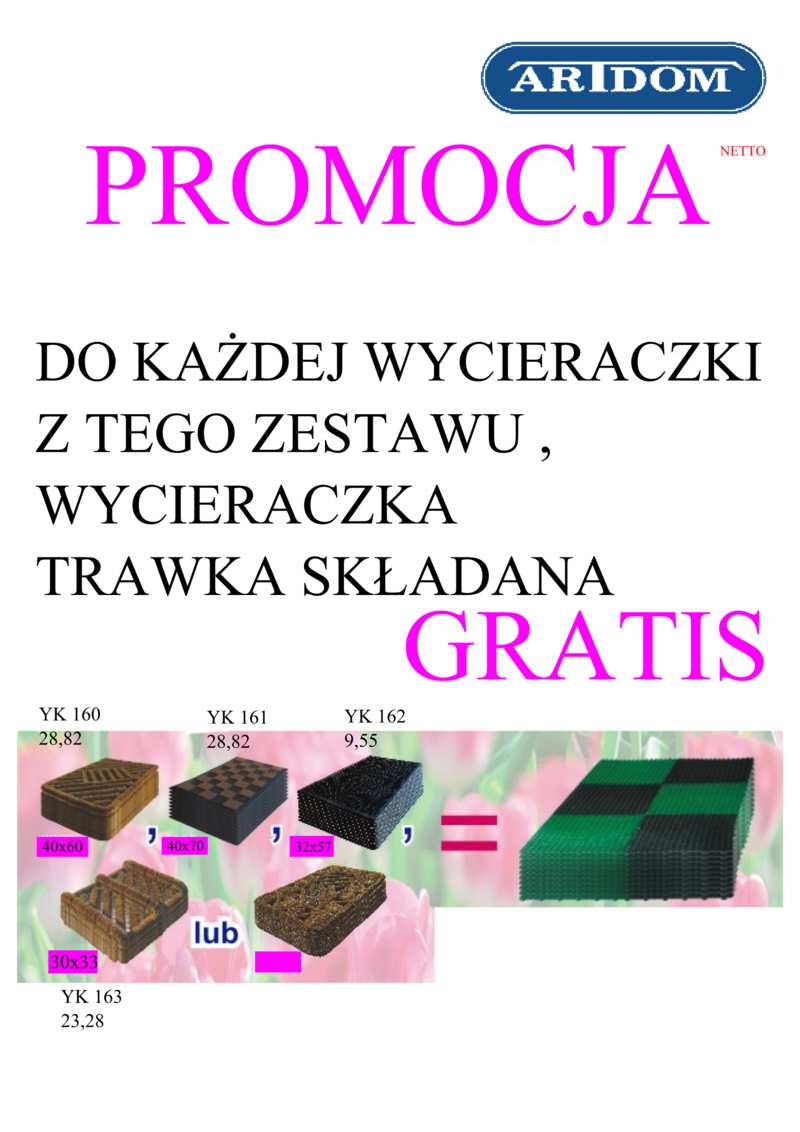 ARTDOM
PROMOCJA
NETTO
DO KAŻDEJ WYCIERACZKI
Z TEGO ZESTAWU ,
WYCIERACZKA
TRAWKA SKŁADANA
GRATIS
YK 160
28,82
YK 161
28,82
YK 162
9,55
40x60
,
40x70
,
32x57
,
=
30x33
lub
YK 163
23,28